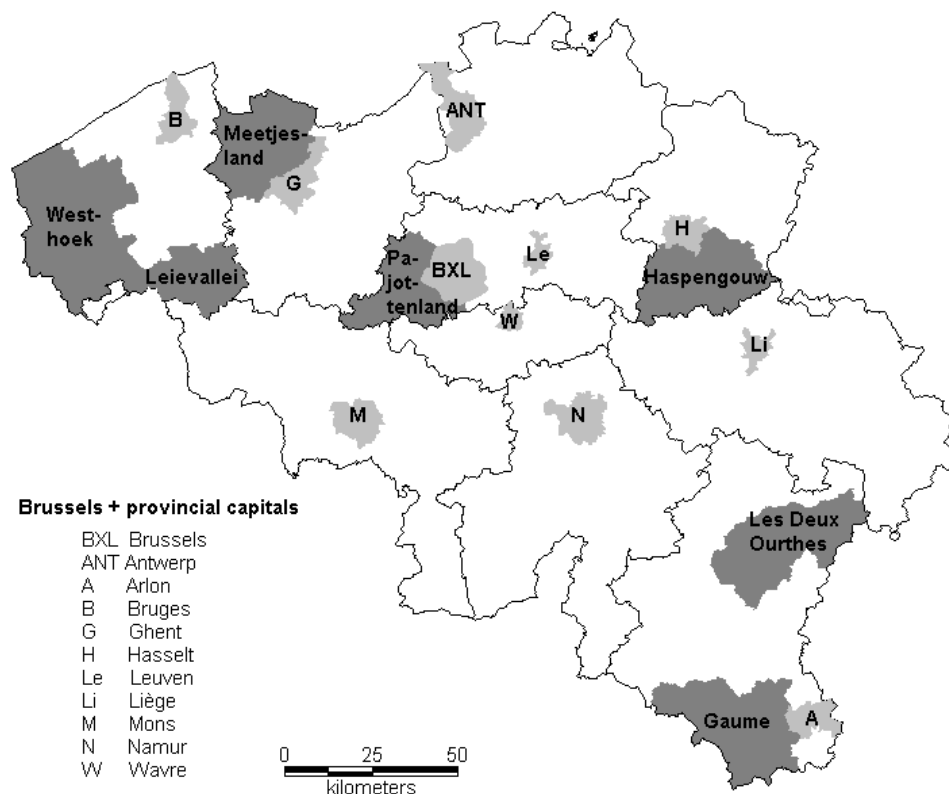 B
ANT
Meetjes-
land
G
West-
hoek
H
Leievallei
Pa-
jot-
tenland
BXL
Le
Haspengouw
W
Li
M
N
Brussels + provincial capitals
BXL Brussels
ANT Antwerp
A Arlon
B Bruges
G Ghent
H Hasselt
Le Leuven
Li Liège
M Mons
N Namur
W Wavre
Les Deux
Ourthes
Gaume
A
0 25 50
kilometers